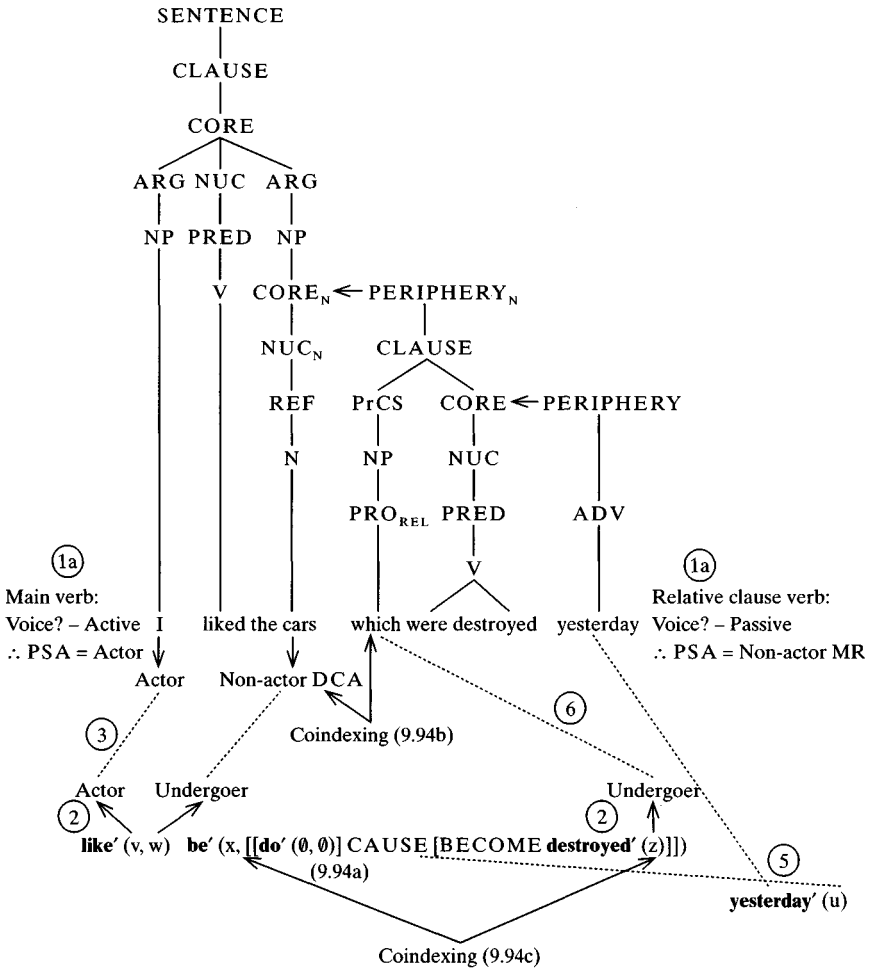 SENTENCE
CLAUSE
CORE
ARG NUC ARG
NP PRED NP
V CORE_N PERIPHERY_N
NUC_N CLAUSE
REF PrCS CORE PERIPHERY
N NP NUC
PRO_REL PRED ADV
V
1a 1a
Main verb: Relative clause verb:
Voice? – Active I liked the cars which were destroyed yesterday Voice? – Passive
∴ PSA = Actor ∴ PSA = Non-actor MR
Actor Non-actor DCA
6
3 Coindexing (9.94b)
Actor Undergoer Undergoer
2 2
like′ (v, w) be′ (x, [[do′ (∅, ∅)] CAUSE [BECOME destroyed′ (z)]])
(9.94a) 5
yesterday′ (u)
Coindexing (9.94c)